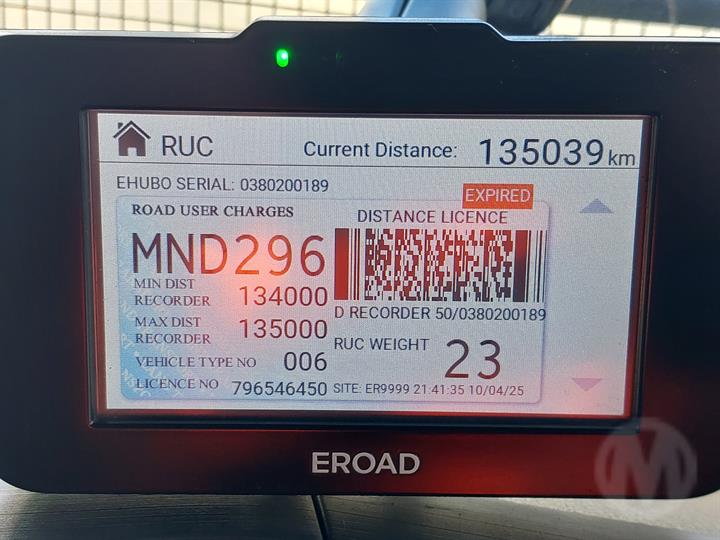 RUC Current Distance: 135039 km
EHUBO SERIAL: 0380200189
EXPIRED
ROAD USER CHARGES
DISTANCE LICENCE
MND296
MIN DIST RECORDER 134000
MAX DIST RECORDER 135000
VEHICLE TYPE NO 006
LICENCE NO 796546450
D RECORDER 50/0380200189
RUC WEIGHT 23
SITE: ER9999 21:41:35 10/04/25
EROAD
M